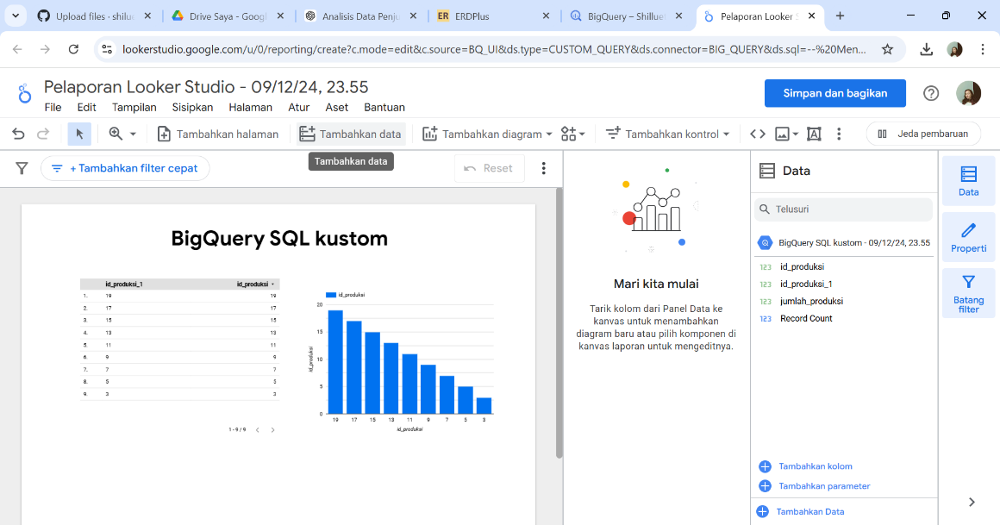 Upload files · shilu
Drive Saya - Googl
Analisis Data Penju
ER ERDPlus
BigQuery – Shillue
Pelaporan Looker S
lookerstudio.google.com/u/0/reporting/create?c.mode=edit&c.source=BQ_UI&ds.type=CUSTOM_QUERY&ds.connector=BIG_QUERY&ds.sql=--%20Men...
Pelaporan Looker Studio - 09/12/24, 23.55
File Edit Tampilan Sisipkan Halaman Atur Aset Bantuan
Simpan dan bagikan
Tambahkan halaman
Tambahkan data
Tambahkan diagram
Tambahkan kontrol
A
Jeda pembaruan
Tambahkan data
+ Tambahkan filter cepat
Reset
BigQuery SQL kustom
id_produksi_1 id_produksi
1. 19 19
2. 17 17
3. 15 15
4. 13 13
5. 11 11
6. 9 9
7. 7 7
8. 5 5
9. 3 3
1 - 9 / 9
id_produksi
20
15
10
5
0
id_produksi
19 17 15 13 11 9 7 5 3
id_produksi
Mari kita mulai
Tarik kolom dari Panel Data ke
kanvas untuk menambahkan
diagram baru atau pilih komponen di
kanvas laporan untuk mengeditnya.
Data
Telusuri
BigQuery SQL kustom - 09/12/24, 23.55
123 id_produksi
123 id_produksi_1
123 jumlah_produksi
123 Record Count
Tambahkan kolom
Tambahkan parameter
Tambahkan Data
Data
Properti
Batang
filter